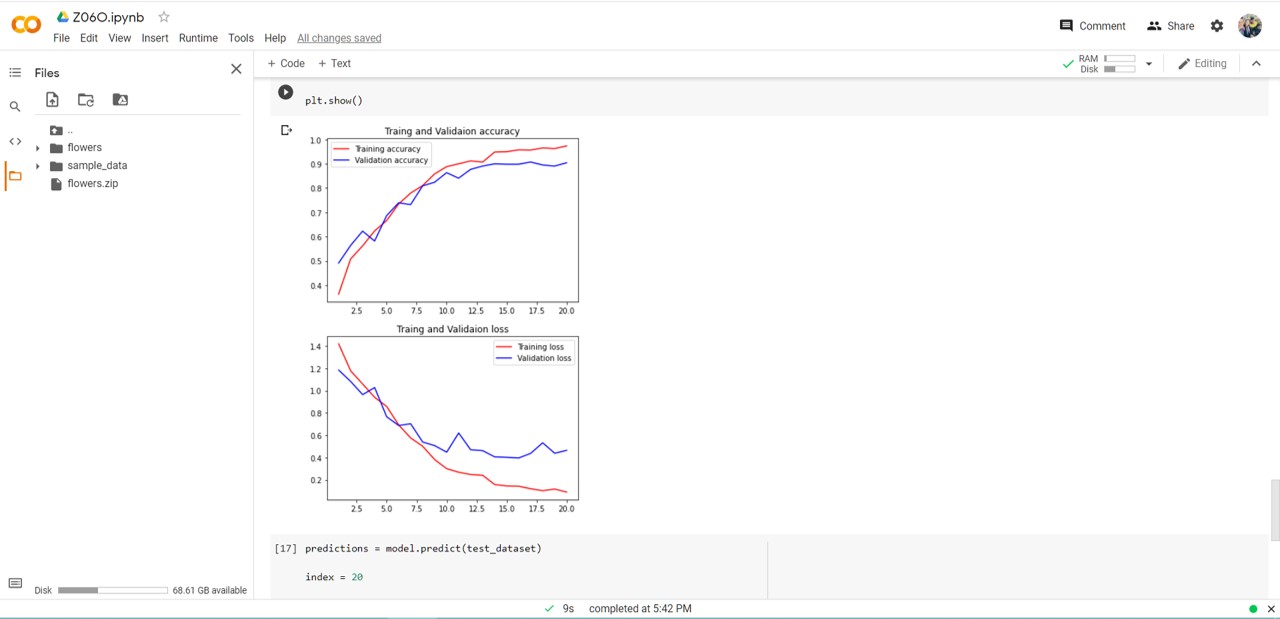 Z06O.ipynb
File Edit View Insert Runtime Tools Help All changes saved
Comment Share
Files
+ Code + Text
RAM
Disk
Editing
..
flowers
sample_data
flowers.zip
plt.show()
Traing and Validaion accuracy
Training accuracy
Validation accuracy
1.0
0.9
0.8
0.7
0.6
0.5
0.4
2.5 5.0 7.5 10.0 12.5 15.0 17.5 20.0
Traing and Validaion loss
Training loss
Validation loss
1.4
1.2
1.0
0.8
0.6
0.4
0.2
2.5 5.0 7.5 10.0 12.5 15.0 17.5 20.0
[17] predictions = model.predict(test_dataset)
index = 20
Disk 68.61 GB available
9s completed at 5:42 PM